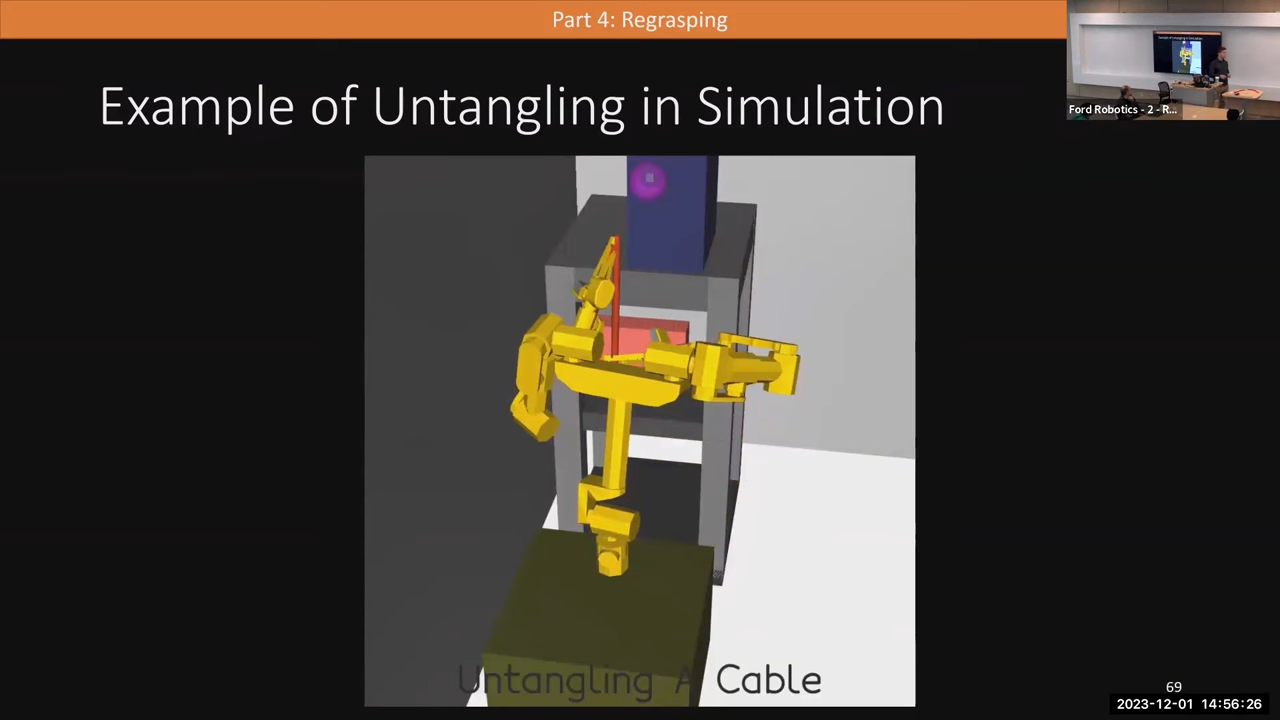 Part 4: Regrasping
Example of Untangling in Simulation
Ford Robotics - 2 - R...
Untangling A Cable
69
2023-12-01 14:56:26